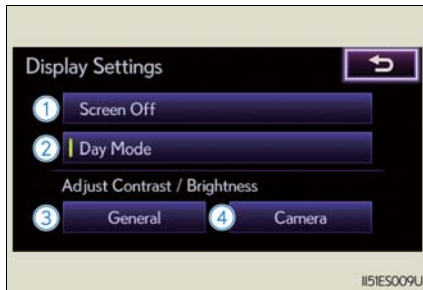 Display Settings
1 Screen Off
2 Day Mode
Adjust Contrast / Brightness
3 General 4 Camera
II51ES009U